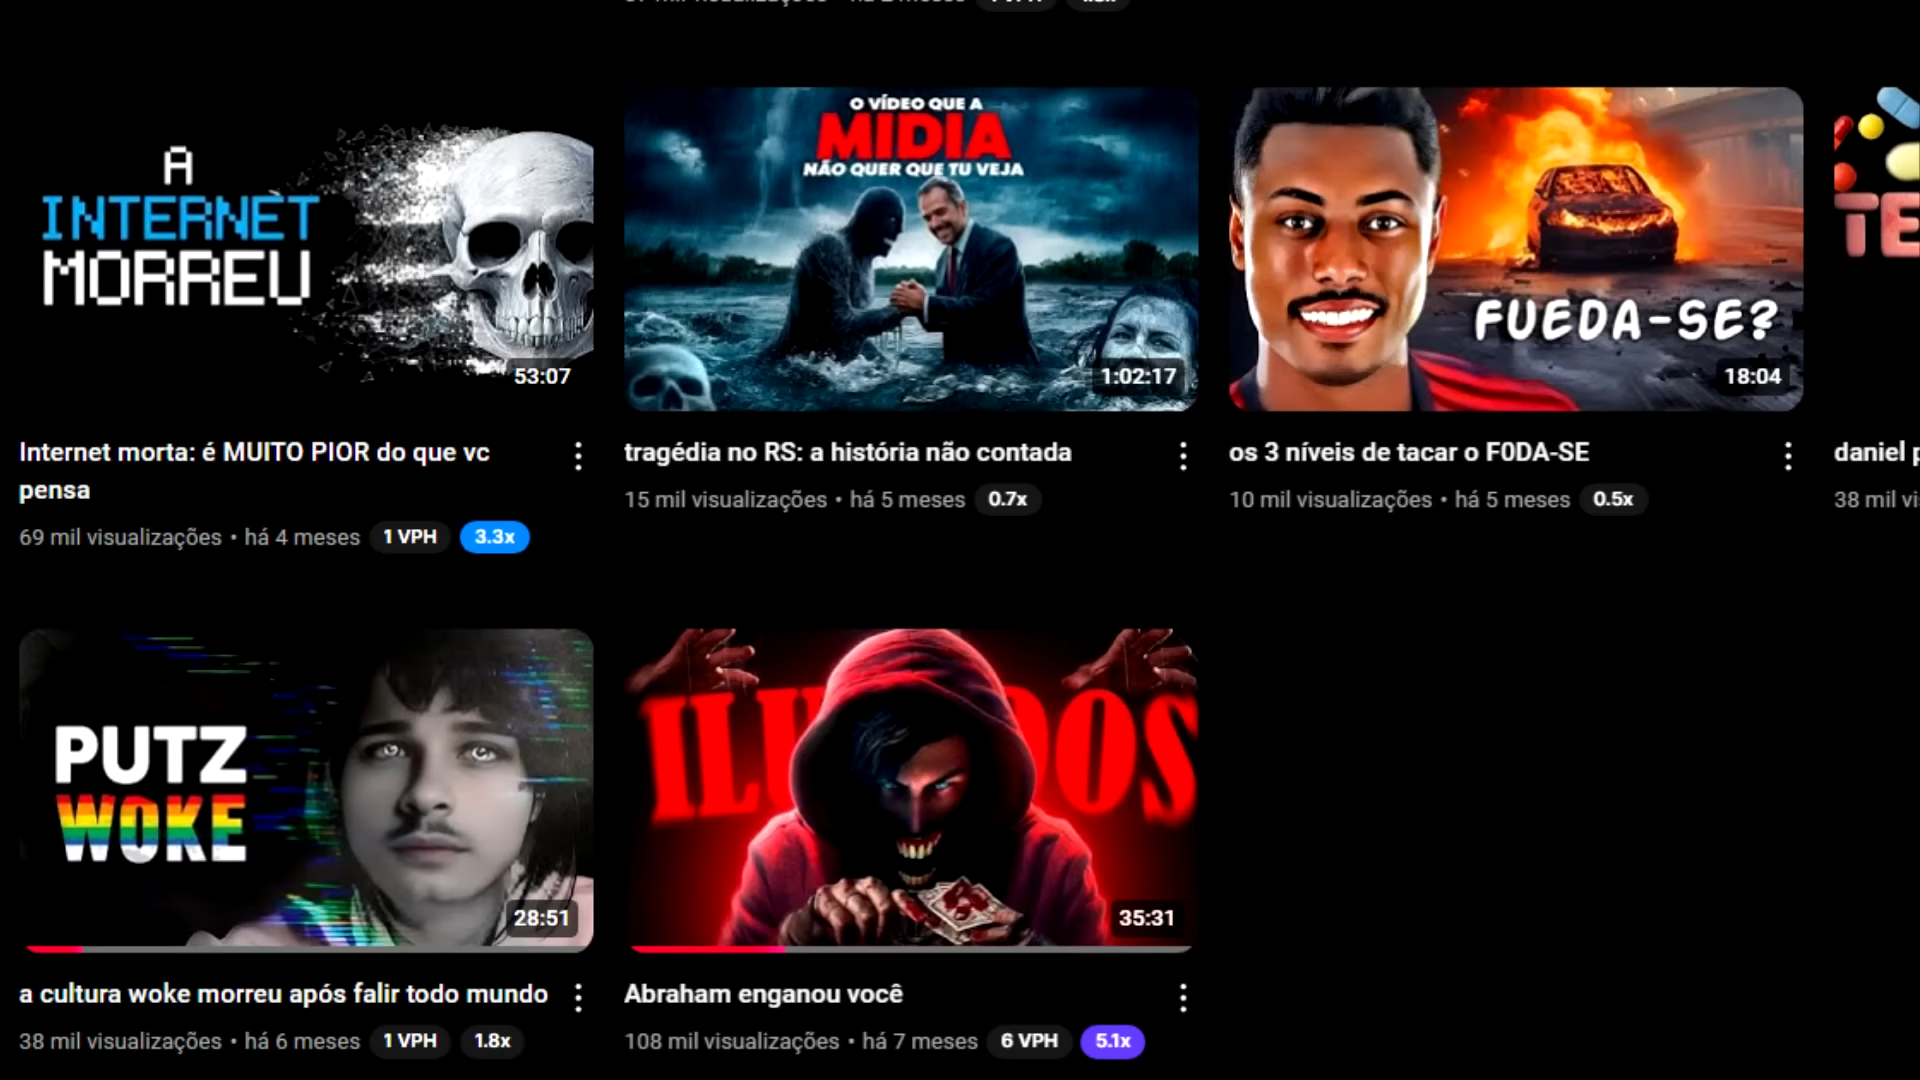 A
INTERNET
MORREU
53:07
O VÍDEO QUE A
MIDIA
NÃO QUER QUE TU VEJA
1:02:17
FUEDA-SE?
18:04
TE
Internet morta: é MUITO PIOR do que vc
pensa
69 mil visualizações • há 4 meses 1 VPH 3.3x
tragédia no RS: a história não contada
15 mil visualizações • há 5 meses 0.7x
os 3 níveis de tacar o F0DA-SE
10 mil visualizações • há 5 meses 0.5x
daniel
38 mil
PUTZ
WOKE
28:51
ILU DOS
35:31
a cultura woke morreu após falir todo mundo
38 mil visualizações • há 6 meses 1 VPH 1.8x
Abraham enganou você
108 mil visualizações • há 7 meses 6 VPH 5.1x